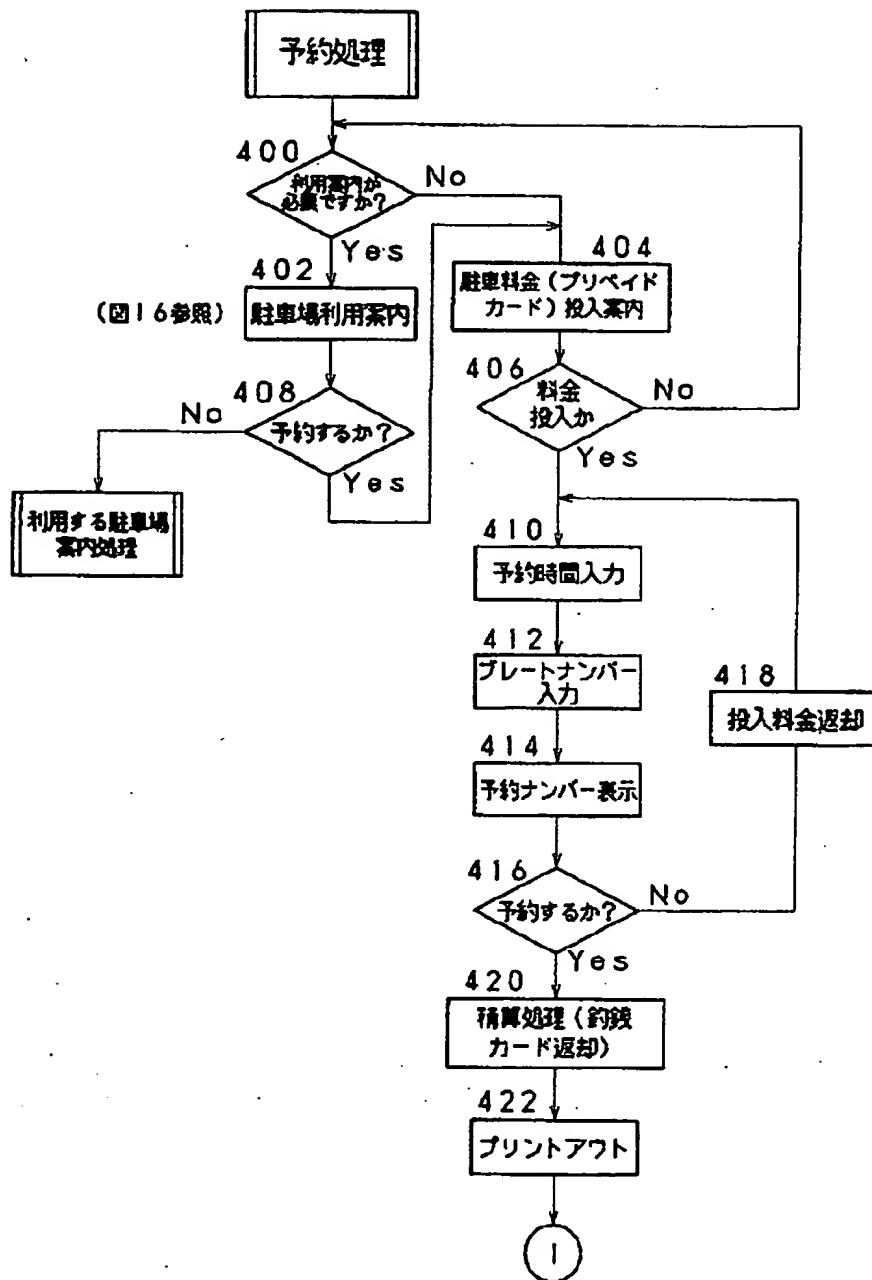 予約処理
400
利用案内が
必要ですか?
No
Yes
402
(図16参照)
駐車場利用案内
404
駐車料金(プリペイド
カード)投入案内
406
料金
投入か
No
Yes
408
予約するか?
No
Yes
利用する駐車場
案内処理
410
予約時間入力
412
プレートナンバー
入力
414
予約ナンバー表示
416
予約するか?
No
Yes
418
投入料金返却
420
精算処理(釣銭
カード返却)
422
プリントアウト
1